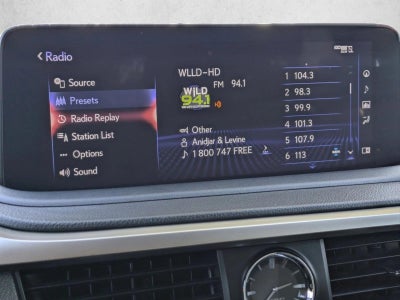 Radio
Source
Presets
Radio Replay
Station List
Options
Sound
WLLD-HD
FM 94.1
WiLD
94.1
Other
Anidjar & Levine
1 800 747 FREE
1 104.3
2 98.3
3 99.9
4 101.3
5 107.9
6 113